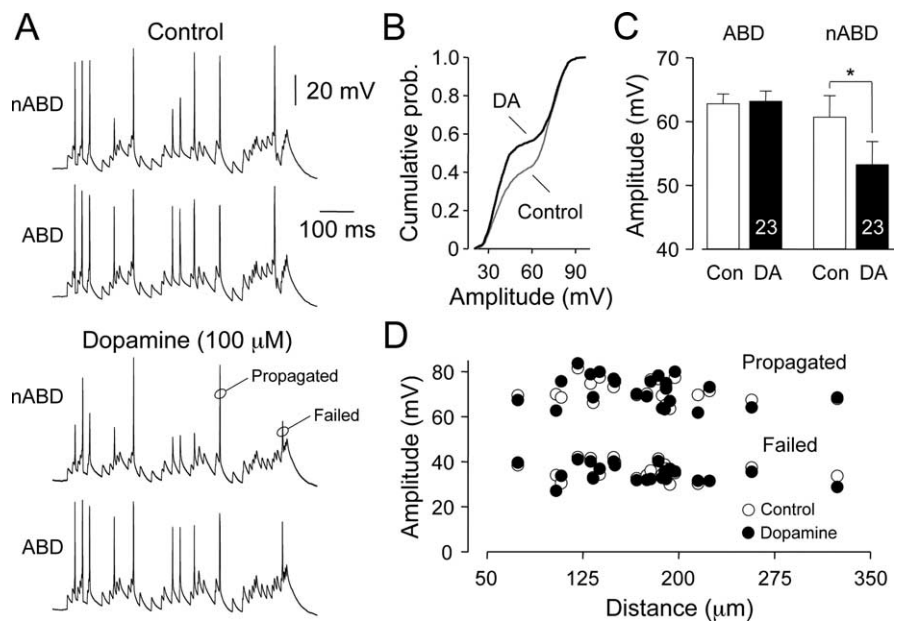 A
Control
nABD
20 mV
ABD
100 ms
Dopamine (100 μM)
nABD
Propagated
Failed
ABD
B
Cumulative prob.
1.0
0.8
0.6
0.4
0.2
0
DA
Control
30 60 90
Amplitude (mV)
C
ABD nABD
Amplitude (mV)
70
60
50
40
*
23 23
Con DA Con DA
D
Amplitude (mV)
80
60
40
20
0
Propagated
Failed
Control
Dopamine
50 125 200 275 350
Distance (μm)